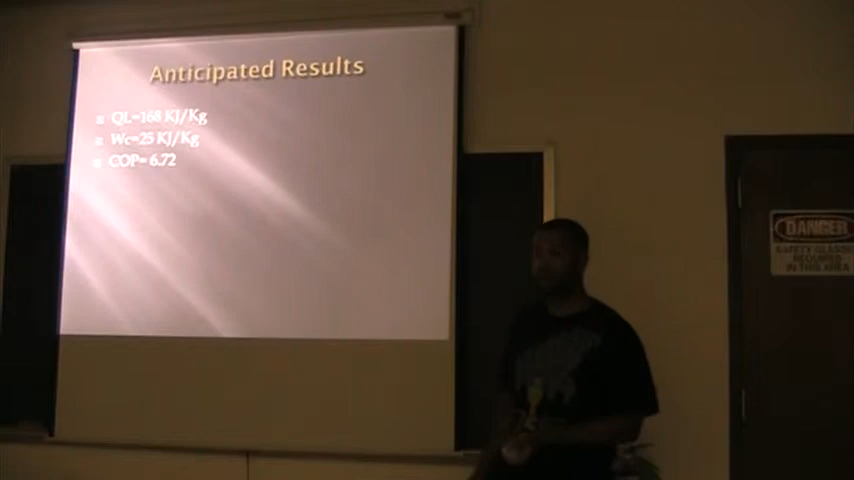 Anticipated Results
QL=168 KJ/Kg
Wc=25 KJ/Kg
COP= 6.72
DANGER
SAFETY GLASSES
REQUIRED
IN THIS AREA